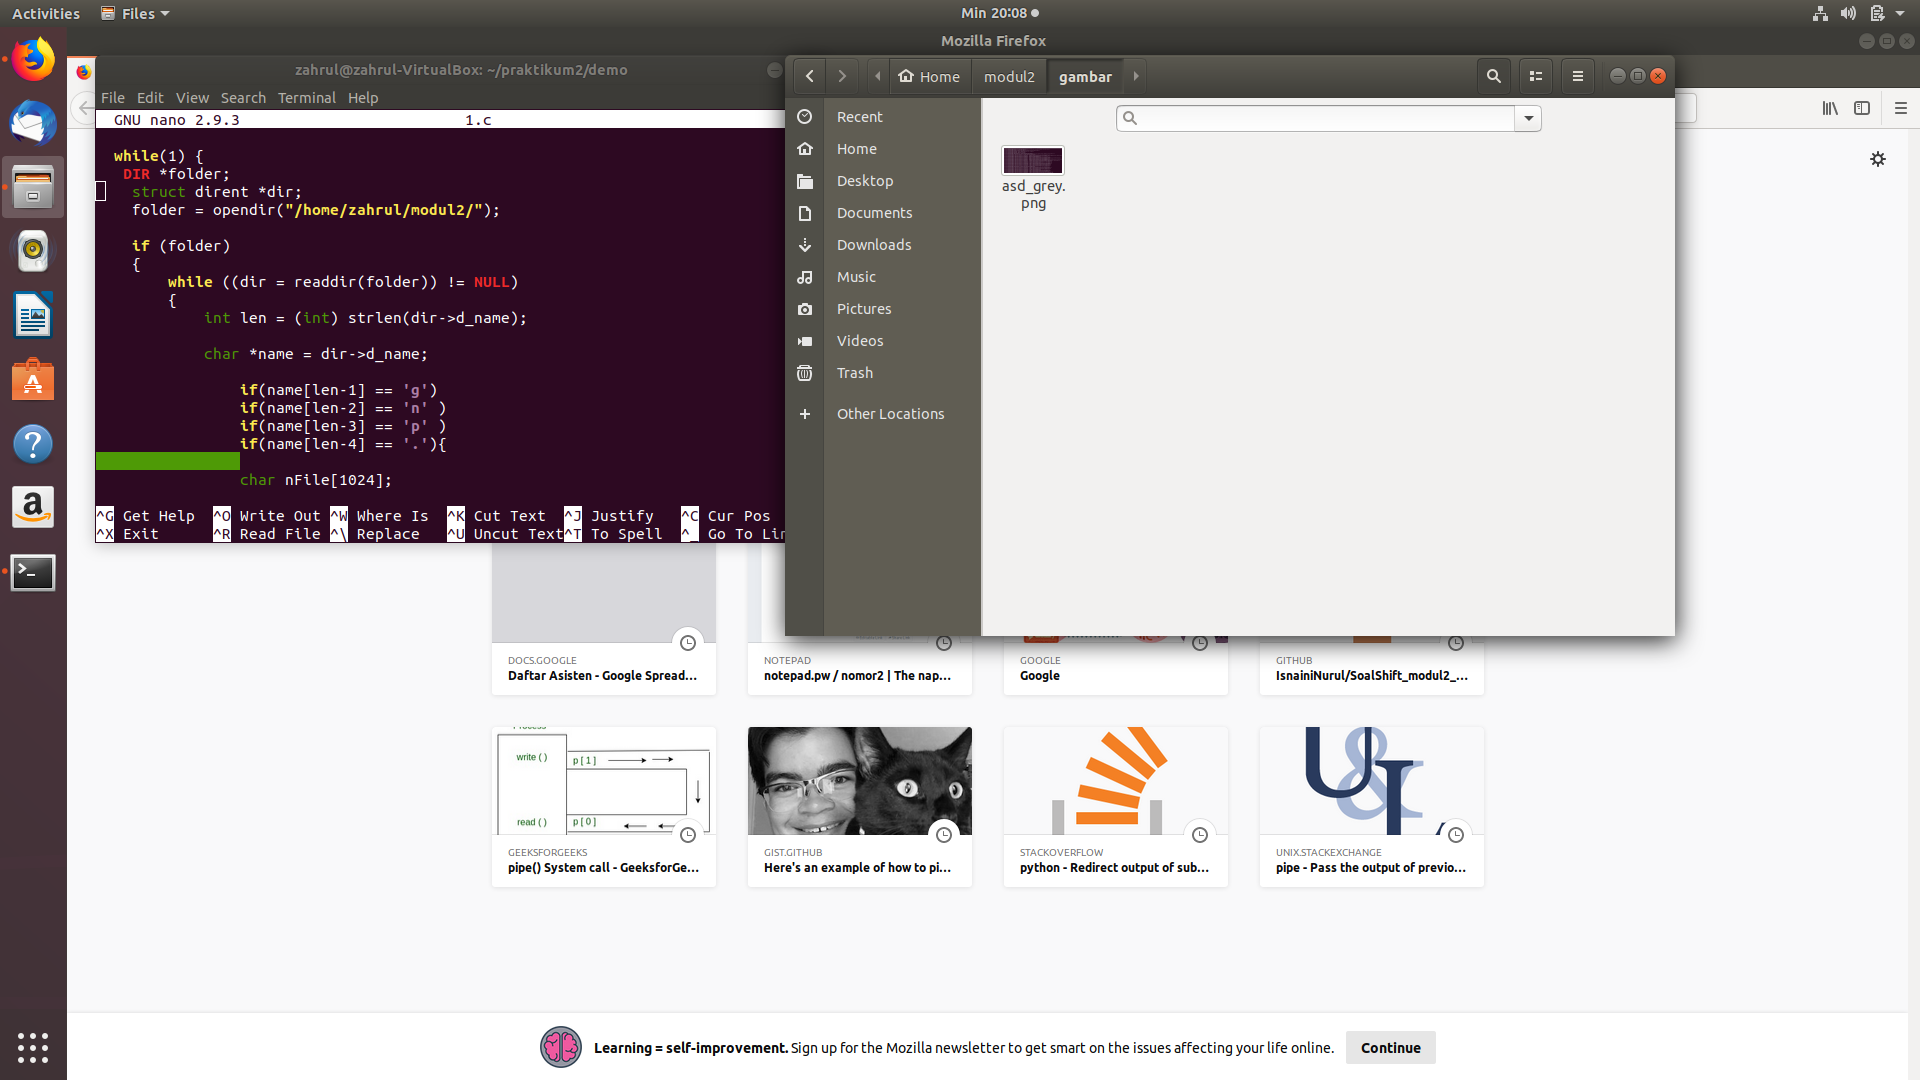 Activities
Files
Min 20:08
Mozilla Firefox
zahrul@zahrul-VirtualBox: ~/praktikum2/demo
File Edit View Search Terminal Help
GNU nano 2.9.3 1.c
while(1) {
DIR *folder;
struct dirent *dir;
folder = opendir("/home/zahrul/modul2/");
if (folder)
{
while ((dir = readdir(folder)) != NULL)
{
int len = (int) strlen(dir->d_name);
char *name = dir->d_name;
if(name[len-1] == 'g')
if(name[len-2] == 'n' )
if(name[len-3] == 'p' )
if(name[len-4] == '.'){
char nFile[1024];
^G Get Help ^O Write Out ^W Where Is ^K Cut Text ^J Justify ^C Cur Pos
^X Exit ^R Read File ^\ Replace ^U Uncut Text ^T To Spell ^_ Go To Lin
Home modul2 gambar
Recent
Home
Desktop
Documents
Downloads
Music
Pictures
Videos
Trash
Other Locations
asd_grey.
png
DOCS.GOOGLE
Daftar Asisten - Google Spread...
NOTEPAD
notepad.pw / nomor2 | The nap...
GOOGLE
Google
GITHUB
IsnainiNurul/SoalShift_modul2_...
write ( )
p [ 1 ]
read ( )
p [ 0 ]
GEEKSFORGEEKS
pipe() System call - GeeksforGe...
GIST.GITHUB
Here's an example of how to pi...
STACKOVERFLOW
python - Redirect output of sub...
U&L
UNIX.STACKEXCHANGE
pipe - Pass the output of previo...
Learning = self-improvement. Sign up for the Mozilla newsletter to get smart on the issues affecting your life online.
Continue